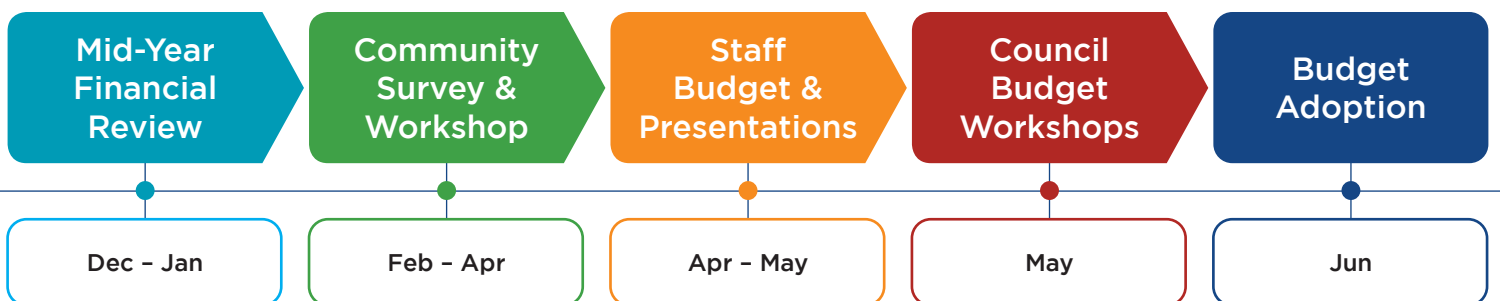 Mid-Year
Financial
Review
Community
Survey &
Workshop
Staff
Budget &
Presentations
Council
Budget
Workshops
Budget
Adoption
Dec – Jan
Feb – Apr
Apr – May
May
Jun